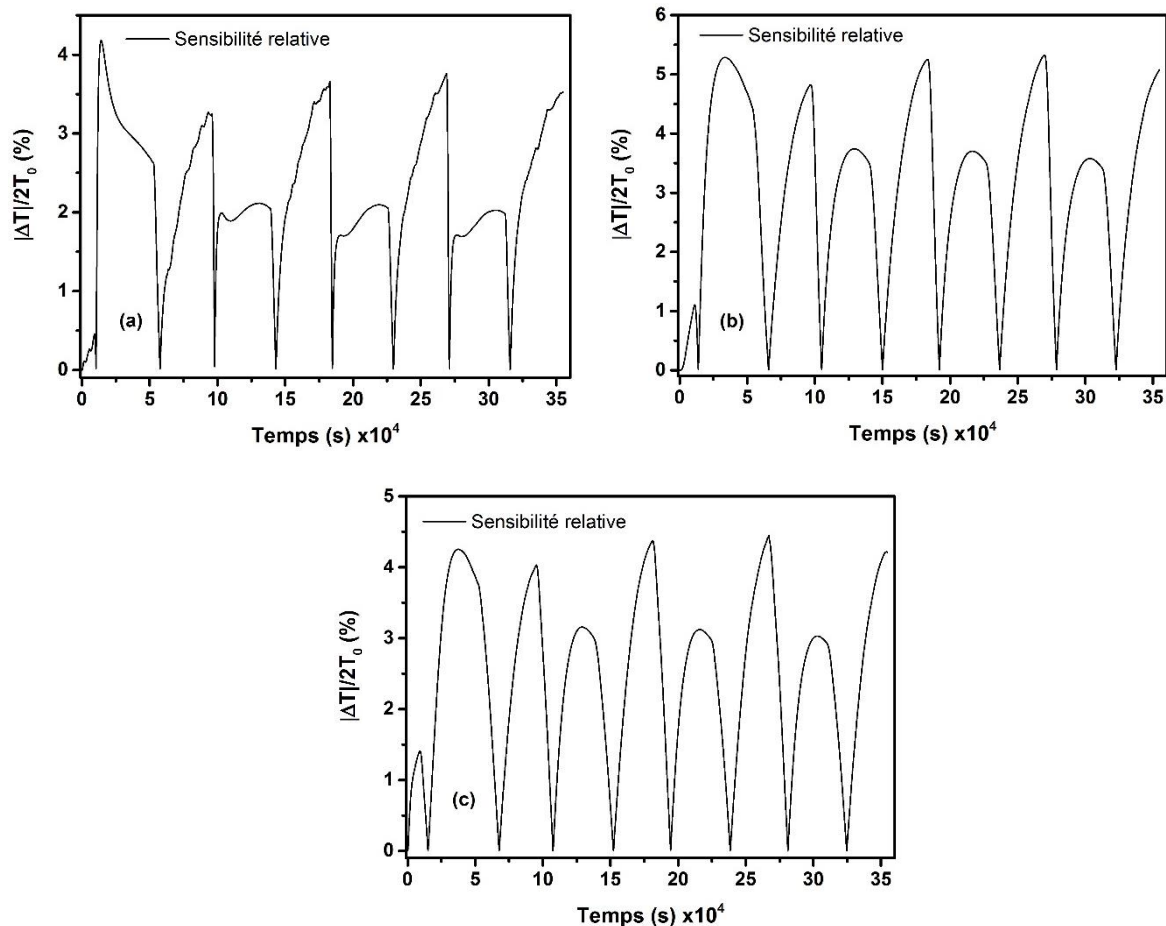 Sensibilité relative
|ΔT|/2T₀ (%)
4
3
2
1
0
(a)
0 5 10 15 20 25 30 35
Temps (s) x10⁴
Sensibilité relative
|ΔT|/2T₀ (%)
6
5
4
3
2
1
0
(b)
0 5 10 15 20 25 30 35
Temps (s) x10⁴
Sensibilité relative
|ΔT|/2T₀ (%)
5
4
3
2
1
0
(c)
0 5 10 15 20 25 30 35
Temps (s) x10⁴